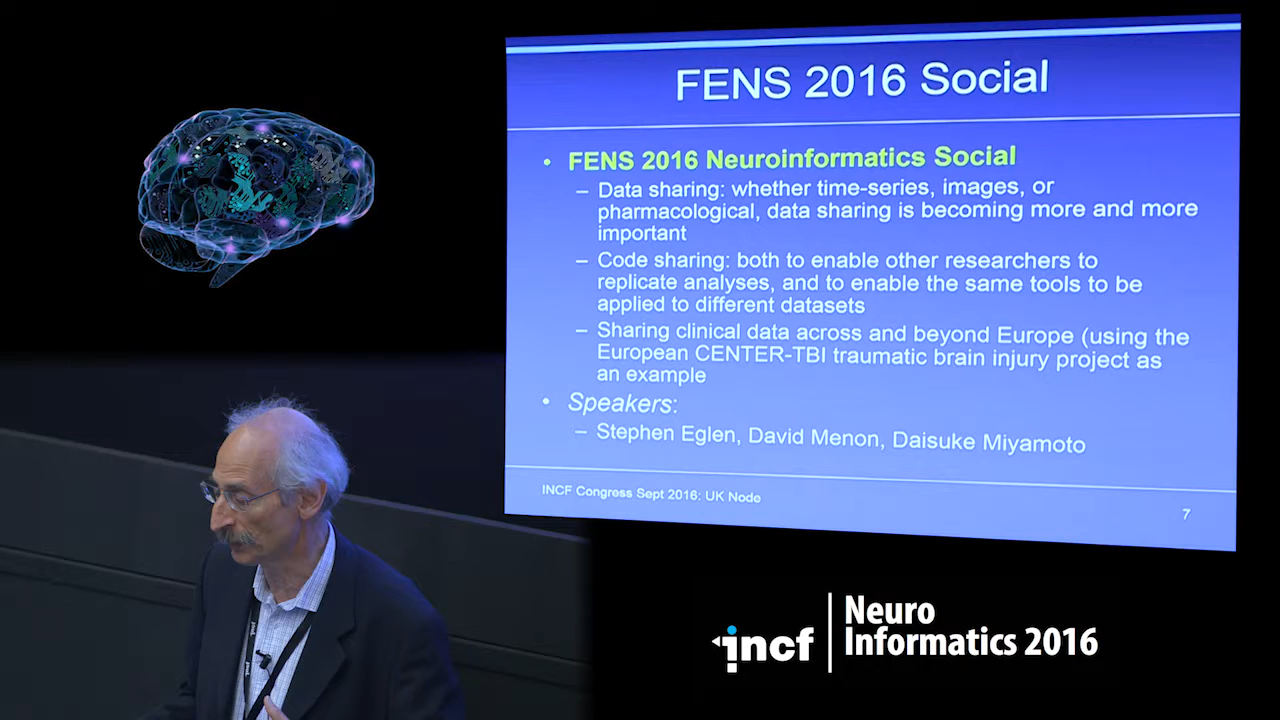 FENS 2016 Social
• FENS 2016 Neuroinformatics Social
– Data sharing: whether time-series, images, or
pharmacological, data sharing is becoming more and more
important
– Code sharing: both to enable other researchers to
replicate analyses, and to enable the same tools to be
applied to different datasets
– Sharing clinical data across and beyond Europe (using the
European CENTER-TBI traumatic brain injury project as
an example
• Speakers:
– Stephen Eglen, David Menon, Daisuke Miyamoto
INCF Congress Sept 2016: UK Node
7
incf
Neuro
Informatics 2016